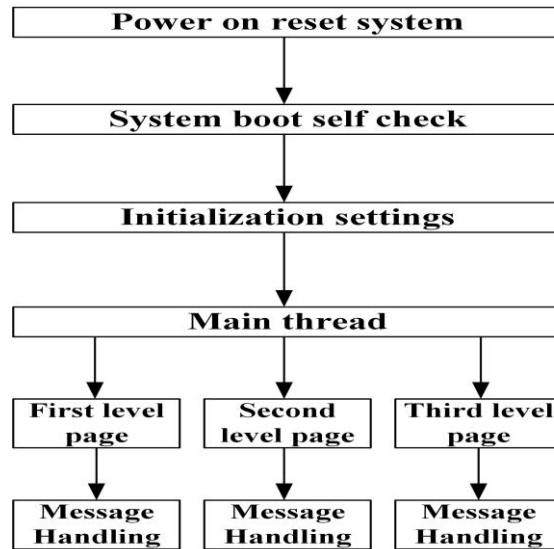 Power on reset system
System boot self check
Initialization settings
Main thread
First level
page
Second
level page
Third level
page
Message
Handling
Message
Handling
Message
Handling